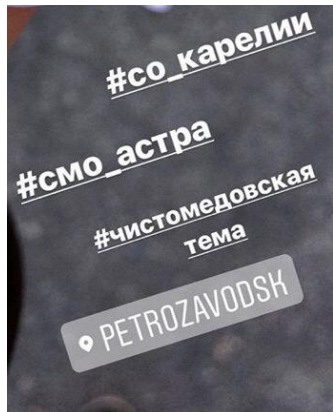 #со_карелии
#смо_астра
#чистомедовская
тема
PETROZAVODSK